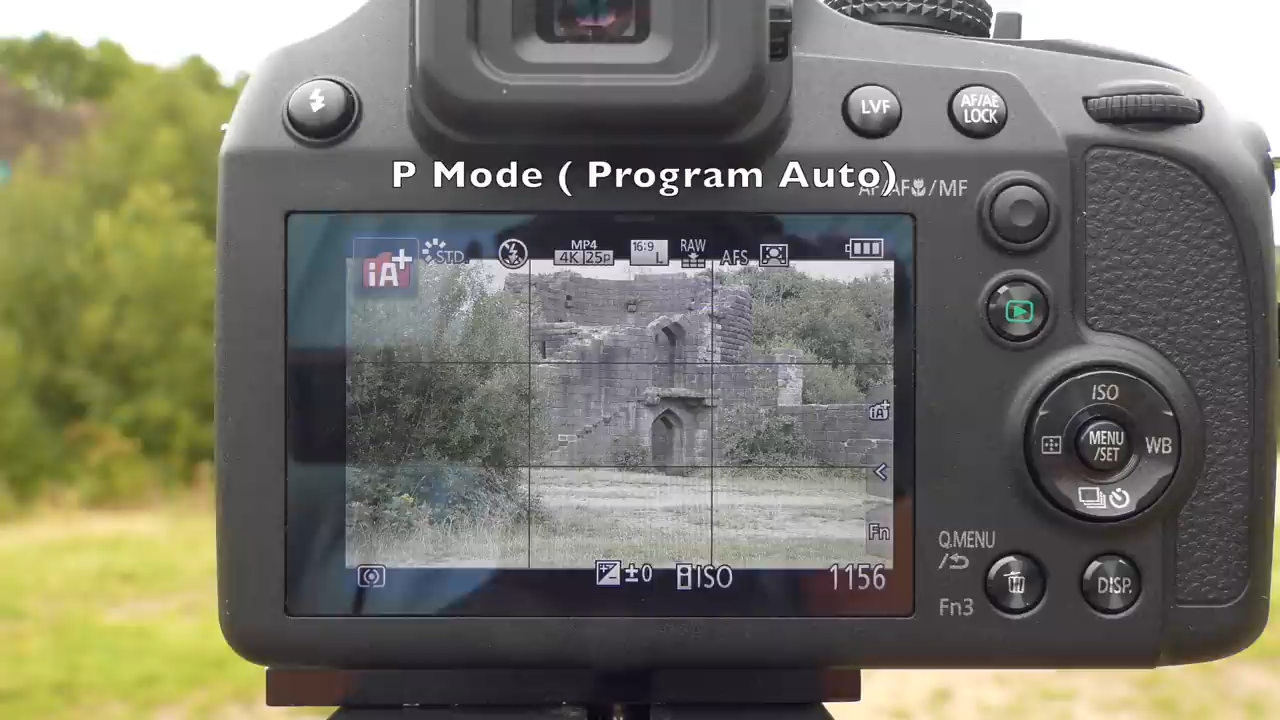 LVF
AF/AE
LOCK
P Mode ( Program Auto)
AF/AF /MF
iA+
STD.
MP4
4K 25P
16:9
L
RAW
AFS
iA+
Fn
±0
iISO
1156
ISO
MENU
/SET
WB
Q.MENU
/
Fn3
DISP.